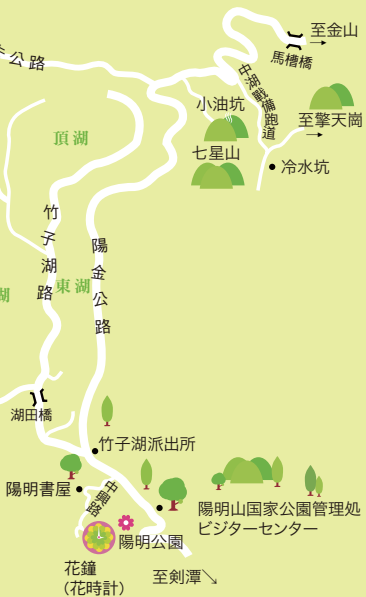 至金山
→
馬槽橋
公路
中湖戰備跑道
小油坑
至擎天崗
→
七星山
冷水坑
頂湖
竹子湖路
陽金公路
東湖
湖
湖田橋
竹子湖派出所
中興路
陽明書屋
陽明公園
陽明山国家公園管理処
ビジターセンター
花鐘
(花時計)
至剣潭↘